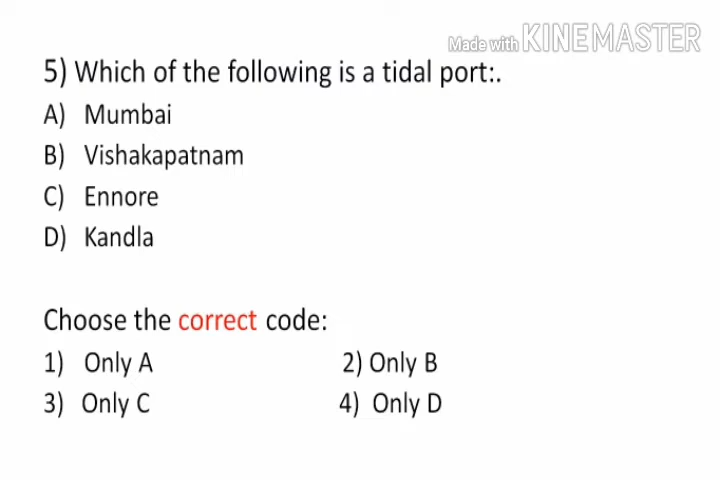 Made with KINEMASTER
5) Which of the following is a tidal port:.
A) Mumbai
B) Vishakapatnam
C) Ennore
D) Kandla
Choose the correct code:
1) Only A 2) Only B
3) Only C 4) Only D